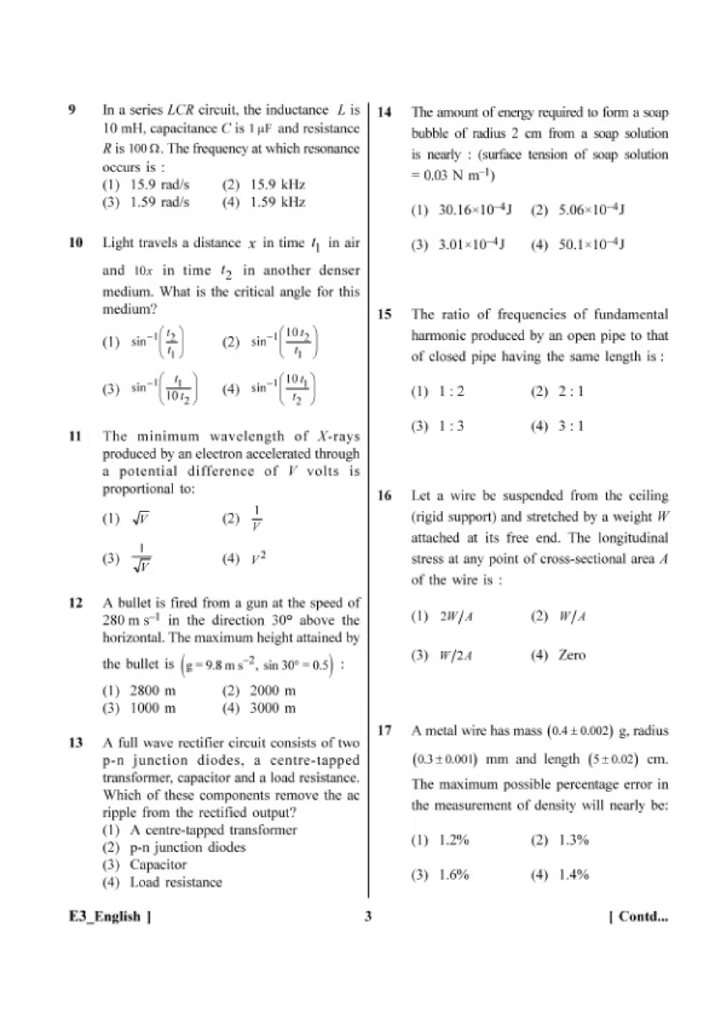 9 In a series LCR circuit, the inductance L is
10 mH, capacitance C is 1 μF and resistance
R is 100 Ω. The frequency at which resonance
occurs is :
(1) 15.9 rad/s (2) 15.9 kHz
(3) 1.59 rad/s (4) 1.59 kHz
10 Light travels a distance x in time t₁ in air
and 10x in time t₂ in another denser
medium. What is the critical angle for this
medium?
(1) sin⁻¹(t₂/t₁) (2) sin⁻¹(10 t₂/t₁)
(3) sin⁻¹(t₁/10 t₂) (4) sin⁻¹(10 t₁/t₂)
11 The minimum wavelength of X-rays
produced by an electron accelerated through
a potential difference of V volts is
proportional to:
(1) √V (2) 1/V
(3) 1/√V (4) V²
12 A bullet is fired from a gun at the speed of
280 m s⁻¹ in the direction 30° above the
horizontal. The maximum height attained by
the bullet is (g = 9.8 m s⁻², sin 30° = 0.5) :
(1) 2800 m (2) 2000 m
(3) 1000 m (4) 3000 m
13 A full wave rectifier circuit consists of two
p-n junction diodes, a centre-tapped
transformer, capacitor and a load resistance.
Which of these components remove the ac
ripple from the rectified output?
(1) A centre-tapped transformer
(2) p-n junction diodes
(3) Capacitor
(4) Load resistance
14 The amount of energy required to form a soap
bubble of radius 2 cm from a soap solution
is nearly : (surface tension of soap solution
= 0.03 N m⁻¹)
(1) 30.16×10⁻⁴J (2) 5.06×10⁻⁴J
(3) 3.01×10⁻⁴J (4) 50.1×10⁻⁴J
15 The ratio of frequencies of fundamental
harmonic produced by an open pipe to that
of closed pipe having the same length is :
(1) 1 : 2 (2) 2 : 1
(3) 1 : 3 (4) 3 : 1
16 Let a wire be suspended from the ceiling
(rigid support) and stretched by a weight W
attached at its free end. The longitudinal
stress at any point of cross-sectional area A
of the wire is :
(1) 2W/A (2) W/A
(3) W/2A (4) Zero
17 A metal wire has mass (0.4 ± 0.002) g, radius
(0.3 ± 0.001) mm and length (5 ± 0.02) cm.
The maximum possible percentage error in
the measurement of density will nearly be:
(1) 1.2% (2) 1.3%
(3) 1.6% (4) 1.4%
E3_English ] 3 [ Contd...